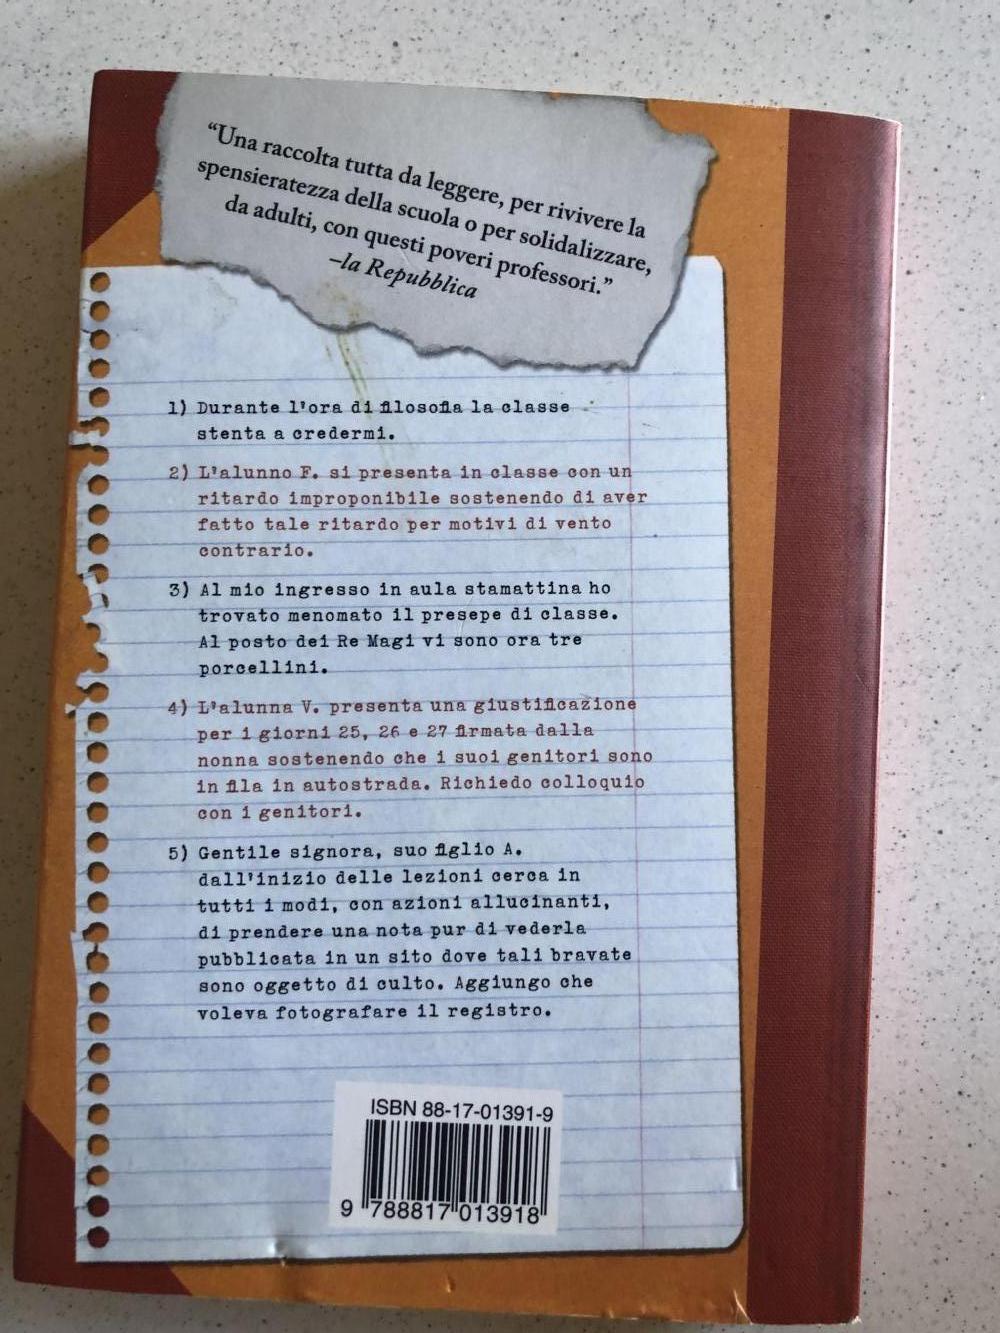 “Una raccolta tutta da leggere, per rivivere la
spensieratezza della scuola o per solidalizzare,
da adulti, con questi poveri professori.”
–la Repubblica
1) Durante l'ora di filosofia la classe
stenta a credermi.
2) L'alunno F. si presenta in classe con un
ritardo improponibile sostenendo di aver
fatto tale ritardo per motivi di vento
contrario.
3) Al mio ingresso in aula stamattina ho
trovato menomato il presepe di classe.
Al posto dei Re Magi vi sono ora tre
porcellini.
4) L'alunna V. presenta una giustificazione
per i giorni 25, 26 e 27 firmata dalla
nonna sostenendo che i suoi genitori sono
in fila in autostrada. Richiedo colloquio
con i genitori.
5) Gentile signora, suo figlio A.
dall'inizio delle lezioni cerca in
tutti i modi, con azioni allucinanti,
di prendere una nota pur di vederla
pubblicata in un sito dove tali bravate
sono oggetto di culto. Aggiungo che
voleva fotografare il registro.
ISBN 88-17-01391-9
9 788817 013918